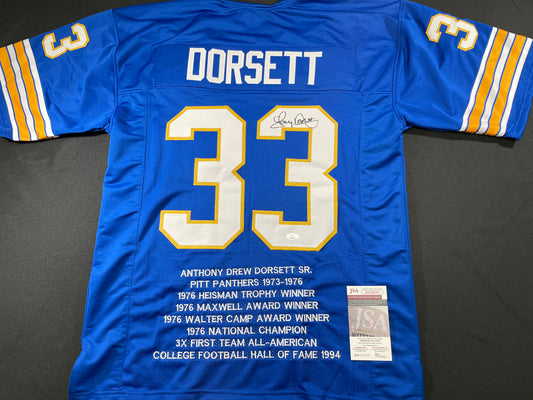 33
33
DORSETT
33
ANTHONY DREW DORSETT SR.
PITT PANTHERS 1973-1976
1976 HEISMAN TROPHY WINNER
1976 MAXWELL AWARD WINNER
1976 WALTER CAMP AWARD WINNER
1976 NATIONAL CHAMPION
3X FIRST TEAM ALL-AMERICAN
COLLEGE FOOTBALL HALL OF FAME 1994
JSA
JSA